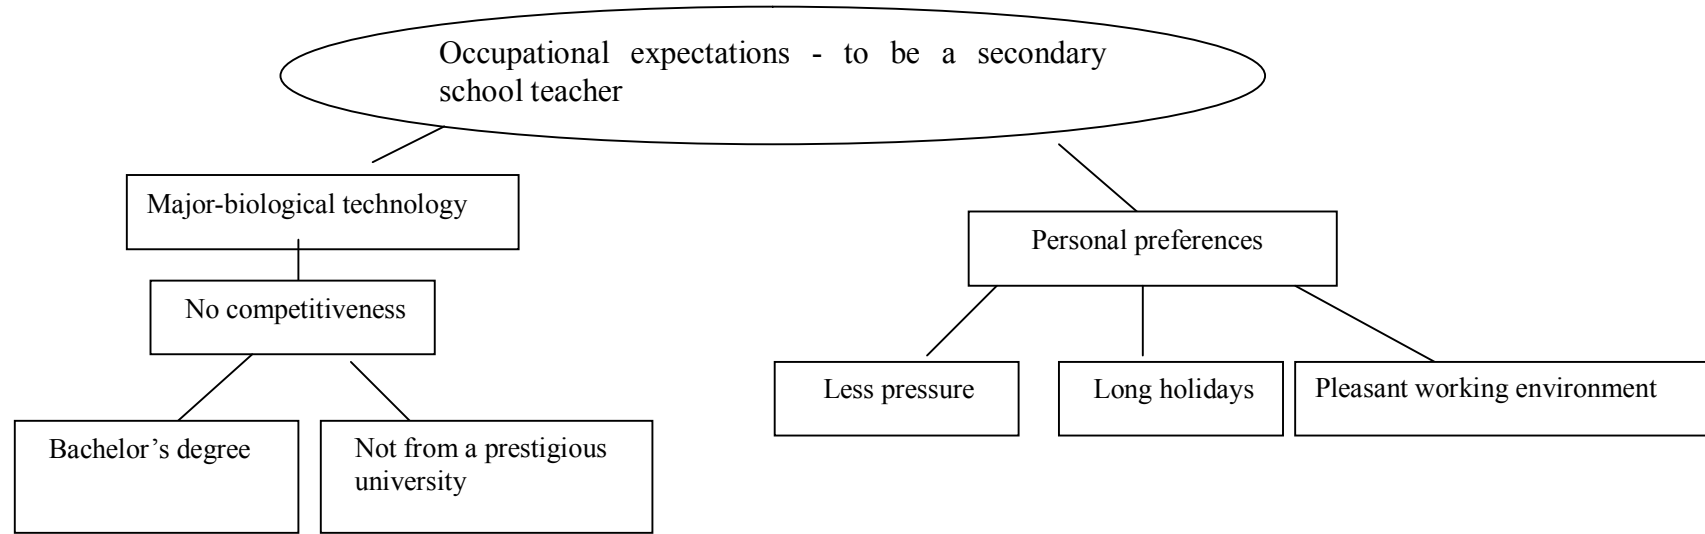 Occupational expectations - to be a secondary
school teacher
Major-biological technology
Personal preferences
No competitiveness
Less pressure
Long holidays
Pleasant working environment
Bachelor’s degree
Not from a prestigious
university